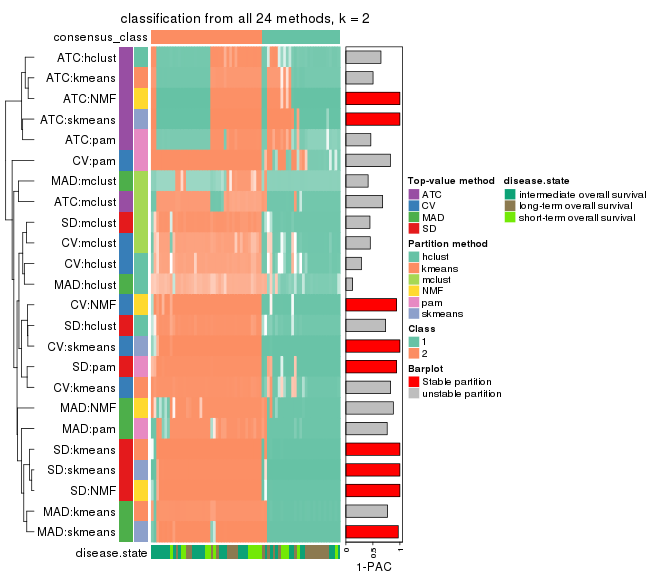 classification from all 24 methods, k = 2
consensus_class
ATC:hclust
ATC:kmeans
ATC:NMF
ATC:skmeans
ATC:pam
CV:pam
MAD:mclust
ATC:mclust
SD:mclust
CV:mclust
CV:hclust
MAD:hclust
CV:NMF
SD:hclust
CV:skmeans
SD:pam
CV:kmeans
MAD:NMF
MAD:pam
SD:kmeans
SD:skmeans
SD:NMF
MAD:kmeans
MAD:skmeans
disease.state
0
0.5
1
1-PAC
Top-value method
ATC
CV
MAD
SD
Partition method
hclust
kmeans
mclust
NMF
pam
skmeans
Class
1
2
Barplot
Stable partition
unstable partition
disease.state
intermediate overall survival
long-term overall survival
short-term overall survival